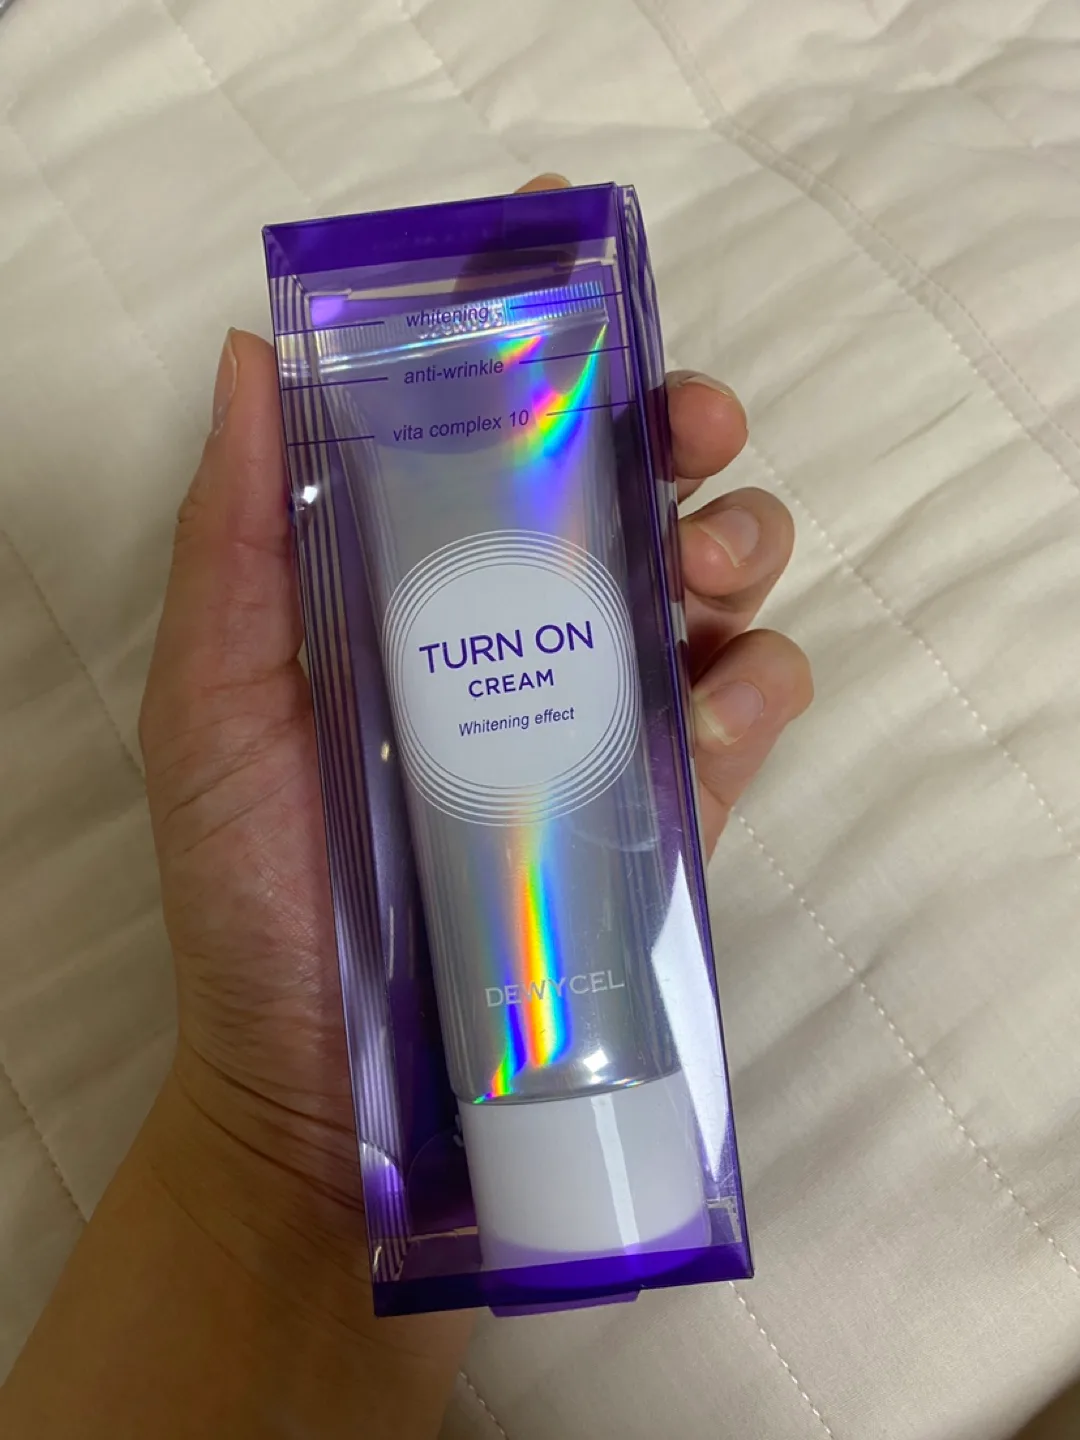 whitening
anti-wrinkle
vita complex 10
TURN ON
CREAM
Whitening effect
DEWYCEL